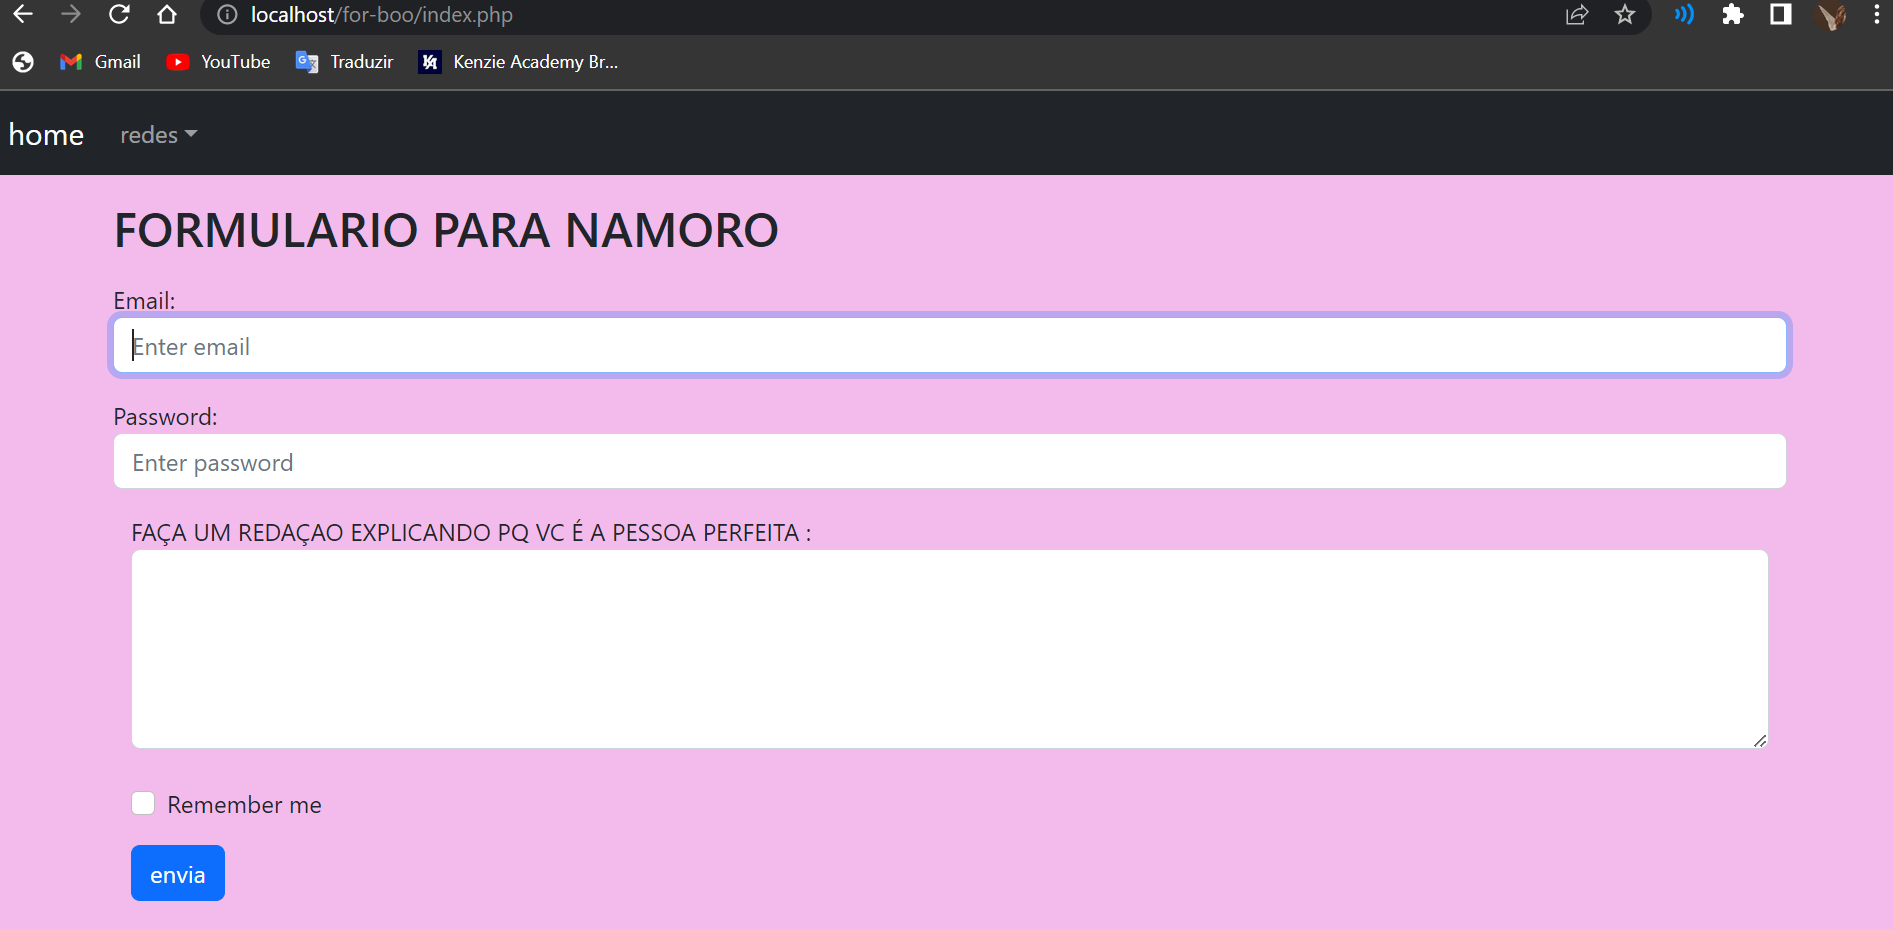 localhost/for-boo/index.php
Gmail YouTube Traduzir Kenzie Academy Br...
home redes
FORMULARIO PARA NAMORO
Email:
Enter email
Password:
Enter password
FAÇA UM REDAÇAO EXPLICANDO PQ VC É A PESSOA PERFEITA :
Remember me
envia